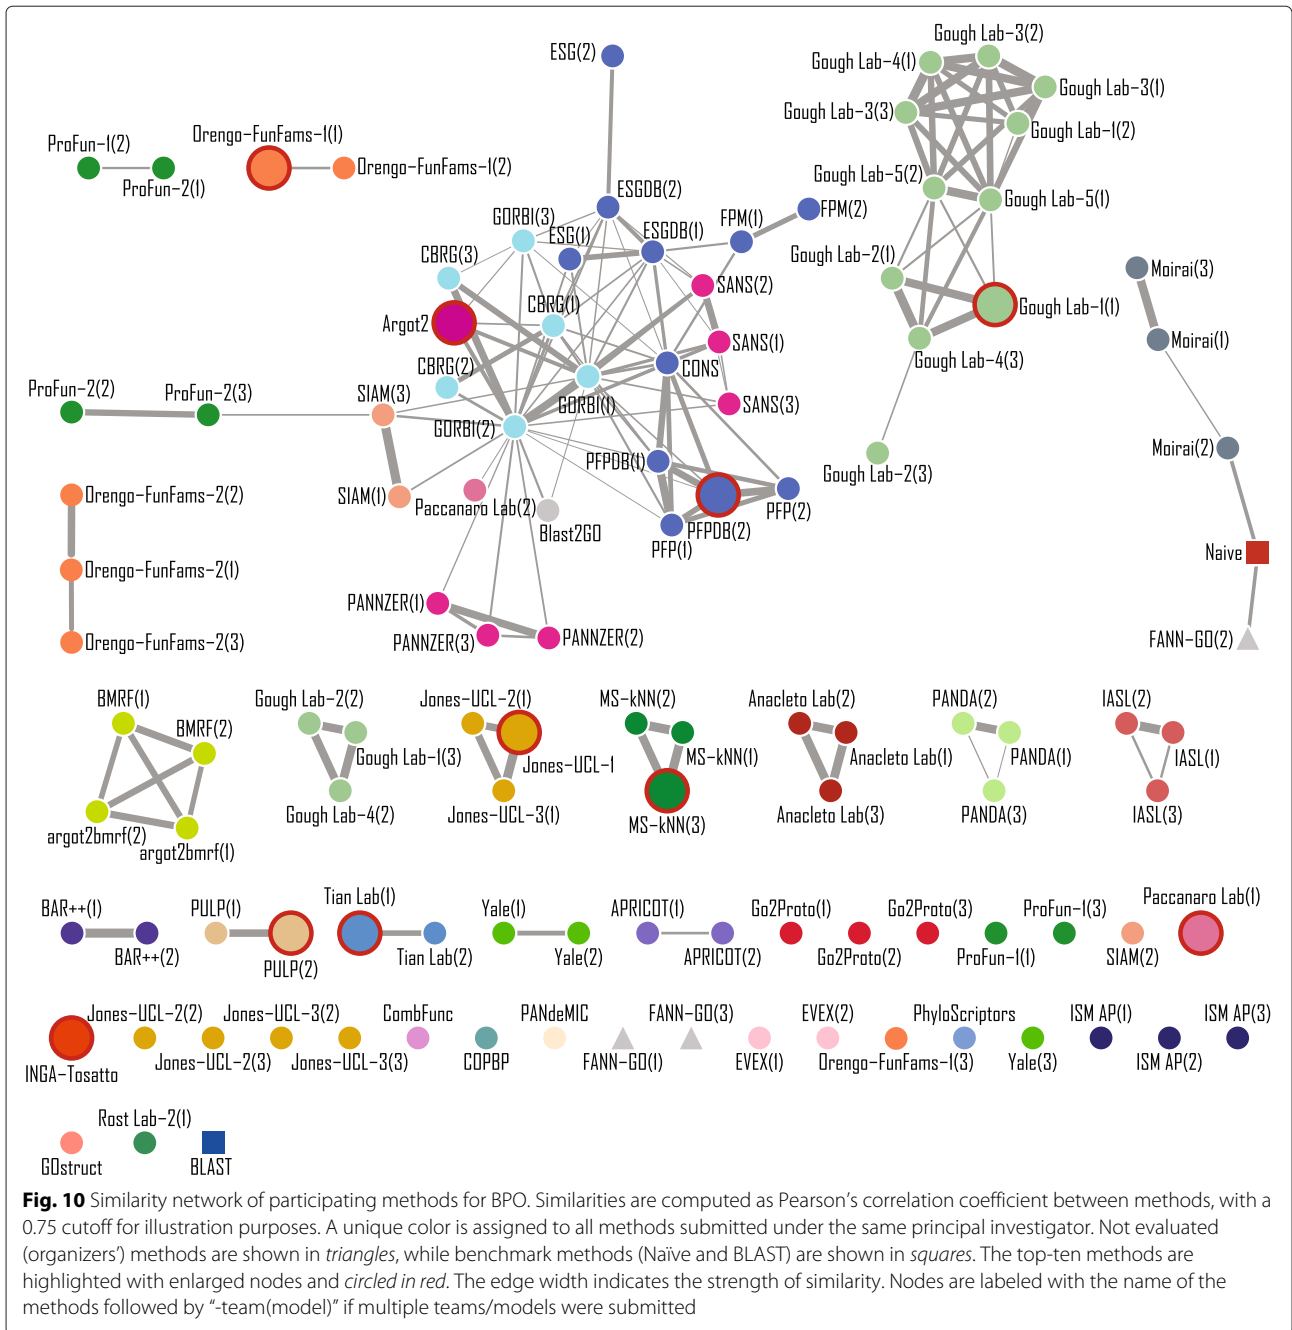 Gough Lab-3(2)
ESG(2)
Gough Lab-4(1)
Gough Lab-3(1)
Gough Lab-3(3)
Gough Lab-1(2)
Orengo-FunFams-1(1)
ProFun-1(2)
Orengo-FunFams-1(2)
ProFun-2(1)
Gough Lab-5(2)
ESGDB(2)
Gough Lab-5(1)
FPM(2)
GORBI(3)
FPM(1)
ESG(1)
ESGDB(1)
CBRG(3)
Gough Lab-2(1)
Moirai(3)
SANS(2)
CBRG(1)
Gough Lab-1(1)
Argot2
SANS(1)
Moirai(1)
Gough Lab-4(3)
CBRG(2)
CONS
ProFun-2(2)
ProFun-2(3)
SIAM(3)
GORBI(1)
SANS(3)
GORBI(2)
Moirai(2)
PFPDB(1)
Gough Lab-2(3)
Orengo-FunFams-2(2)
SIAM(1)
Paccanaro Lab(2)
PFP(2)
Blast2GO
PFPDB(2)
PFP(1)
Naive
Orengo-FunFams-2(1)
PANNZER(1)
Orengo-FunFams-2(3)
PANNZER(3)
PANNZER(2)
FANN-GO(2)
BMRF(1)
Gough Lab-2(2)
Jones-UCL-2(1)
MS-kNN(2)
Anacleto Lab(2)
PANDA(2)
IASL(2)
BMRF(2)
Gough Lab-1(3)
Jones-UCL-1
MS-kNN(1)
Anacleto Lab(1)
PANDA(1)
IASL(1)
argot2bmrf(2)
Gough Lab-4(2)
Jones-UCL-3(1)
MS-kNN(3)
Anacleto Lab(3)
PANDA(3)
IASL(3)
argot2bmrf(1)
BAR++(1)
PULP(1)
Tian Lab(1)
Yale(1)
APRICOT(1)
Go2Proto(1)
Go2Proto(3)
ProFun-1(3)
Paccanaro Lab(1)
BAR++(2)
PULP(2)
Tian Lab(2)
Yale(2)
APRICOT(2)
Go2Proto(2)
ProFun-1(1)
SIAM(2)
Jones-UCL-2(2)
Jones-UCL-3(2)
CombFunc
PANdeMIC
FANN-GO(3)
EVEX(2)
PhyloScriptors
ISM AP(1)
ISM AP(3)
INGA-Tosatto
Jones-UCL-2(3)
Jones-UCL-3(3)
COPBP
FANN-GO(1)
EVEX(1)
Orengo-FunFams-1(3)
Yale(3)
ISM AP(2)
Rost Lab-2(1)
GOstruct
BLAST
Fig. 10 Similarity network of participating methods for BPO. Similarities are computed as Pearson's correlation coefficient between methods, with a
0.75 cutoff for illustration purposes. A unique color is assigned to all methods submitted under the same principal investigator. Not evaluated
(organizers') methods are shown in triangles, while benchmark methods (Naïve and BLAST) are shown in squares. The top-ten methods are
highlighted with enlarged nodes and circled in red. The edge width indicates the strength of similarity. Nodes are labeled with the name of the
methods followed by "-team(model)" if multiple teams/models were submitted